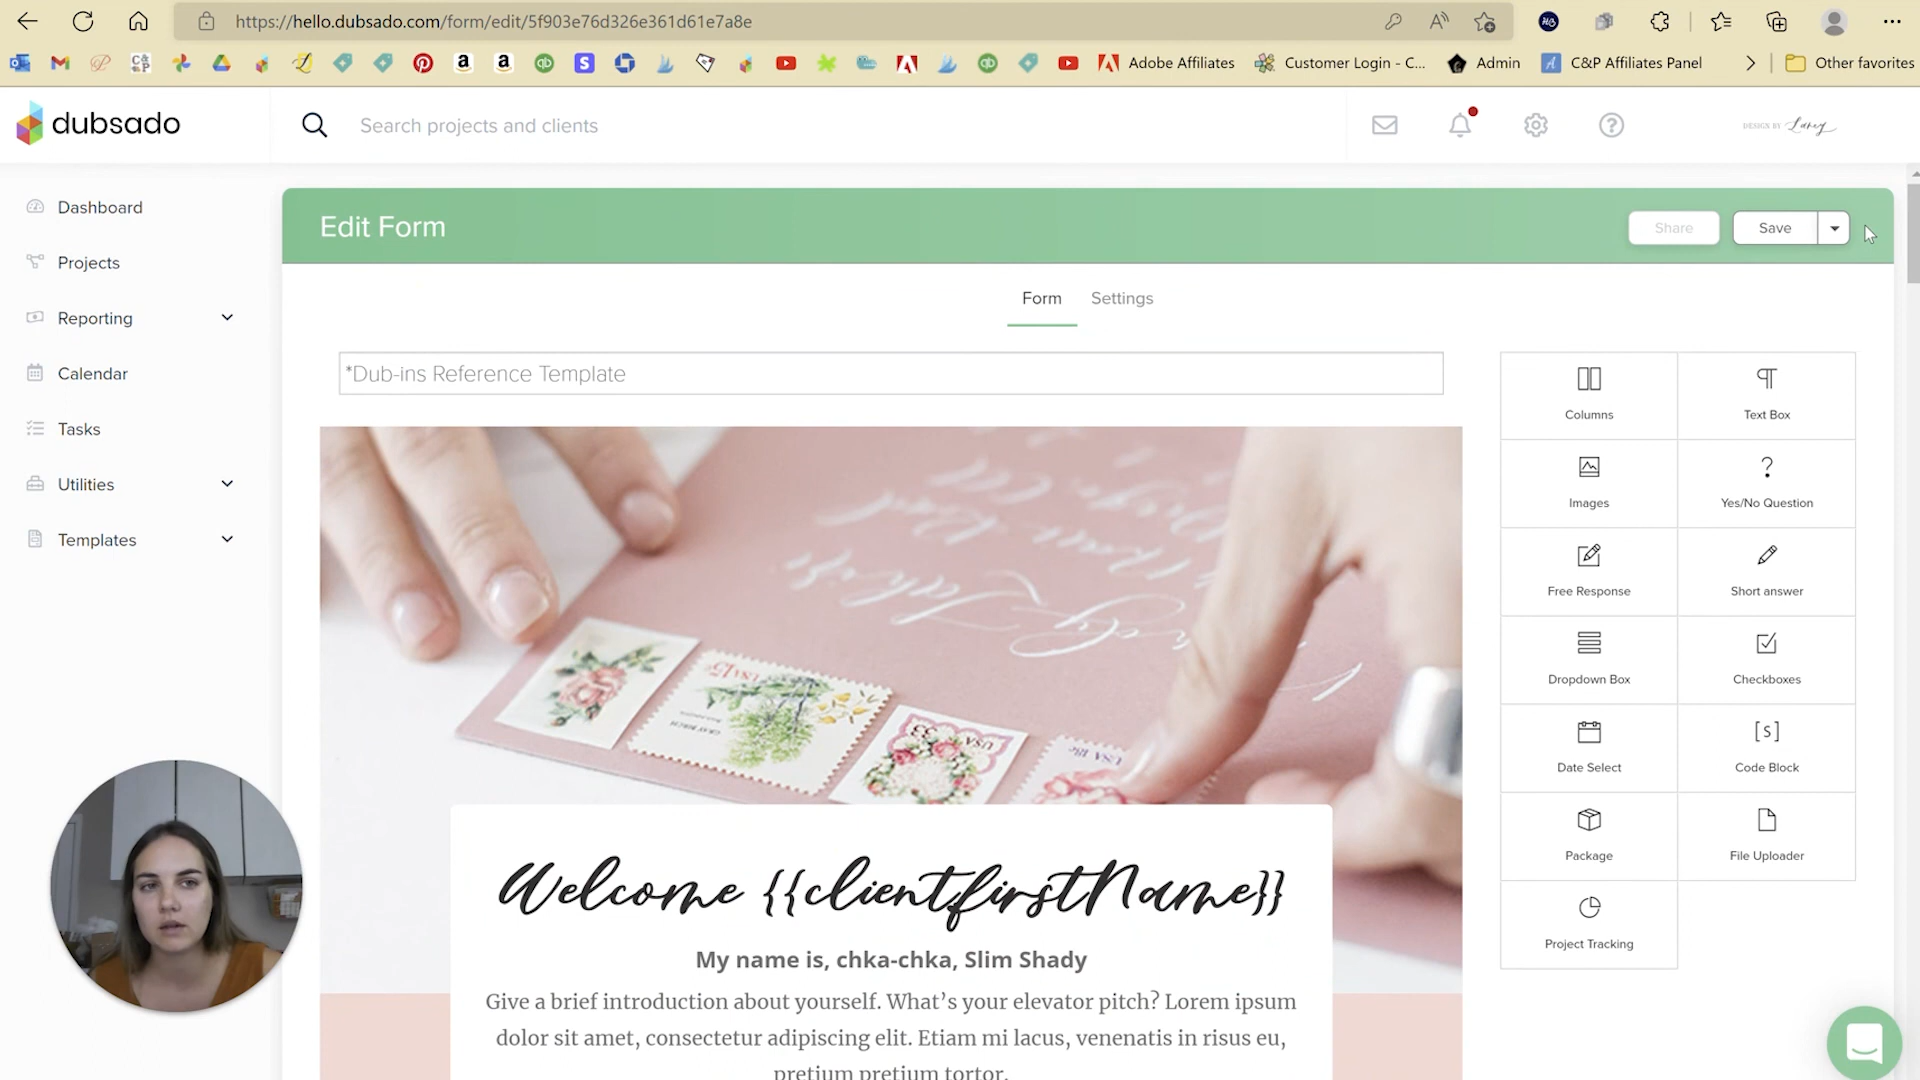 https://hello.dubsado.com/form/edit/5f903e76d326e361d61e7a8e
Adobe Affiliates
Customer Login - C...
Admin
C&P Affiliates Panel
Other favorites
dubsado
Search projects and clients
DESIGN BY Laney
Dashboard
Projects
Reporting
Calendar
Tasks
Utilities
Templates
Edit Form
Share
Save
Form
Settings
*Dub-ins Reference Template
Columns
Text Box
Images
Yes/No Question
Free Response
Short answer
Dropdown Box
Checkboxes
Date Select
Code Block
Package
File Uploader
Project Tracking
Welcome {{client.firstName}}
My name is, chka-chka, Slim Shady
Give a brief introduction about yourself. What's your elevator pitch? Lorem ipsum
dolor sit amet, consectetur adipiscing elit. Etiam mi lacus, venenatis in risus eu,
pretium pretium tortor.